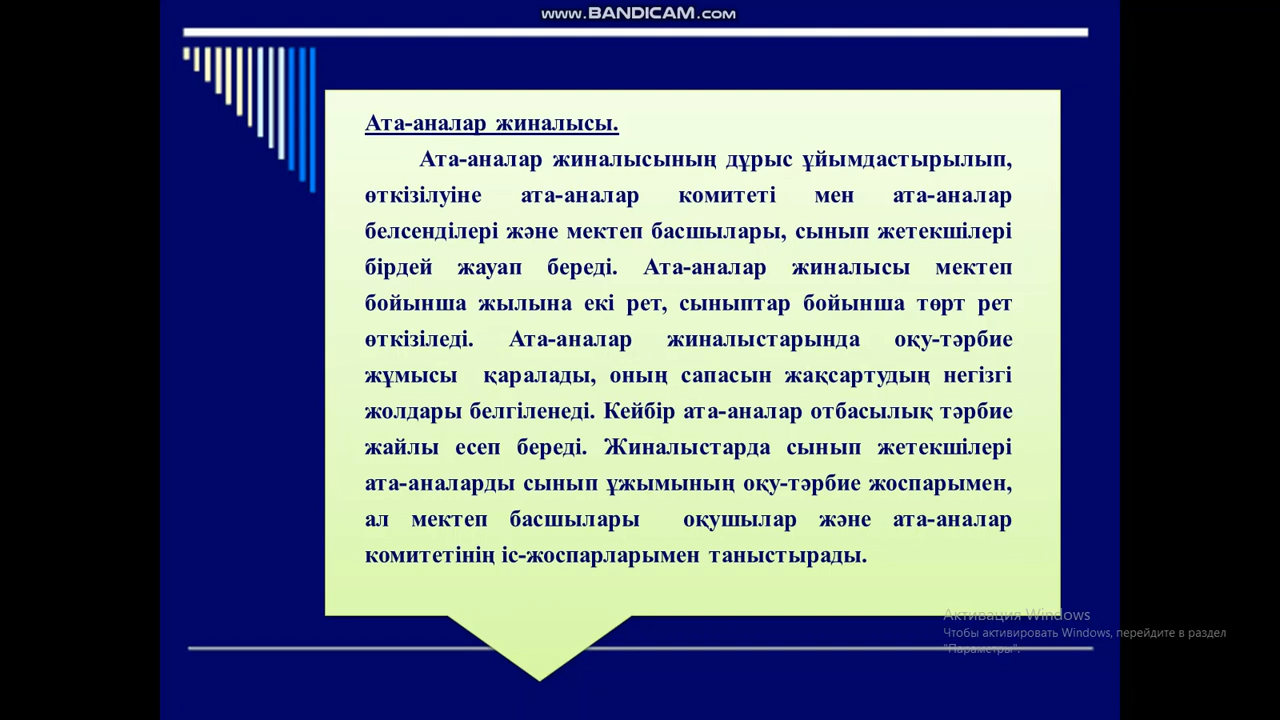 www.BANDICAM.com
Ата-аналар жиналысы.
Ата-аналар жиналысының дұрыс ұйымдастырылып,
өткізілуіне ата-аналар комитеті мен ата-аналар
белсенділері және мектеп басшылары, сынып жетекшілері
бірдей жауап береді. Ата-аналар жиналысы мектеп
бойынша жылына екі рет, сыныптар бойынша төрт рет
өткізіледі. Ата-аналар жиналыстарында оқу-тәрбие
жұмысы қаралады, оның сапасын жақсартудың негізгі
жолдары белгіленеді. Кейбір ата-аналар отбасылық тәрбие
жайлы есеп береді. Жиналыстарда сынып жетекшілері
ата-аналарды сынып ұжымының оқу-тәрбие жоспарымен,
ал мектеп басшылары оқушылар және ата-аналар
комитетінің іс-жоспарларымен таныстырады.
Активация Windows
Чтобы активировать Windows, перейдите в раздел
"Параметры".